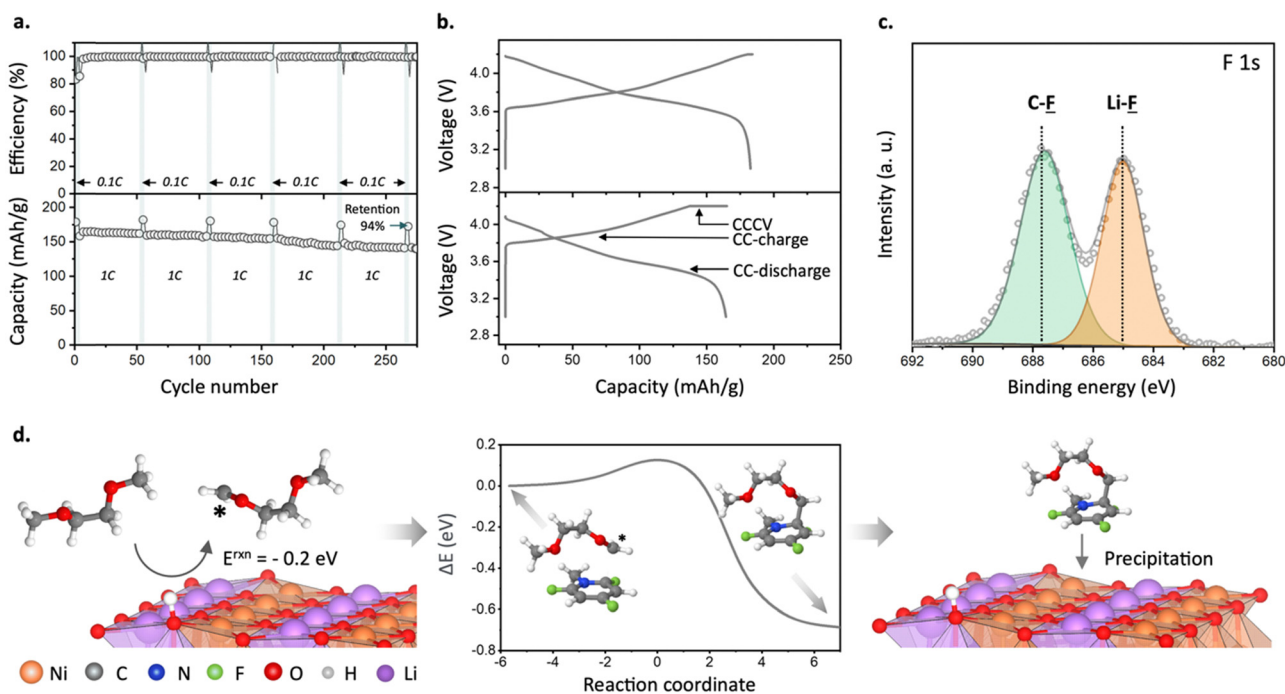 a.
Efficiency (%)
100
80
60
40
20
0
0.1C 0.1C 0.1C 0.1C 0.1C
Capacity (mAh/g)
200
150
100
50
0
Retention
94%
1C 1C 1C 1C 1C
0 50 100 150 200 250
Cycle number
b.
Voltage (V)
4.0
3.6
3.2
2.8
Voltage (V)
4.0
3.6
3.2
2.8
CCCV
CC-charge
CC-discharge
0 50 100 150 200 250
Capacity (mAh/g)
c.
F 1s
C-F
Li-F
Intensity (a. u.)
692 690 688 686 684 682 680
Binding energy (eV)
d.
*
E^rxn = - 0.2 eV
ΔE (eV)
0.2
0.0
-0.2
-0.4
-0.6
-0.8
*
-6 -4 -2 0 2 4 6
Reaction coordinate
Precipitation
Ni C N F O H Li